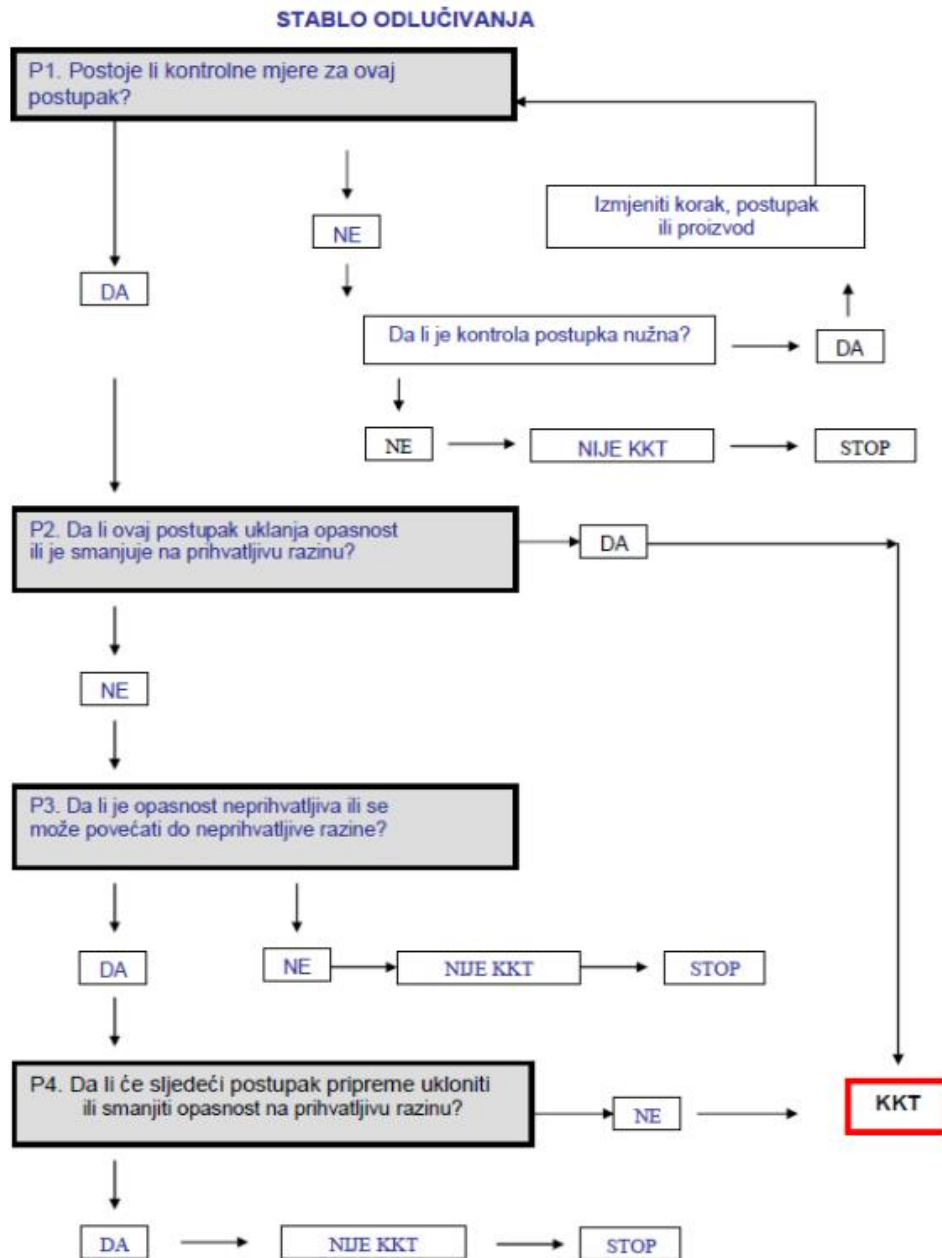 STABLO ODLUČIVANJA
P1. Postoje li kontrolne mjere za ovaj
postupak?
Izmjeniti korak, postupak
ili proizvod
NE
DA
Da li je kontrola postupka nužna?
DA
NE
NIJE KKT
STOP
P2. Da li ovaj postupak uklanja opasnost
ili je smanjuje na prihvatljivu razinu?
DA
NE
P3. Da li je opasnost neprihvatljiva ili se
može povećati do neprihvatljive razine?
DA
NE
NIJE KKT
STOP
P4. Da li će sljedeći postupak pripreme ukloniti
ili smanjiti opasnost na prihvatljivu razinu?
NE
KKT
DA
NIJE KKT
STOP